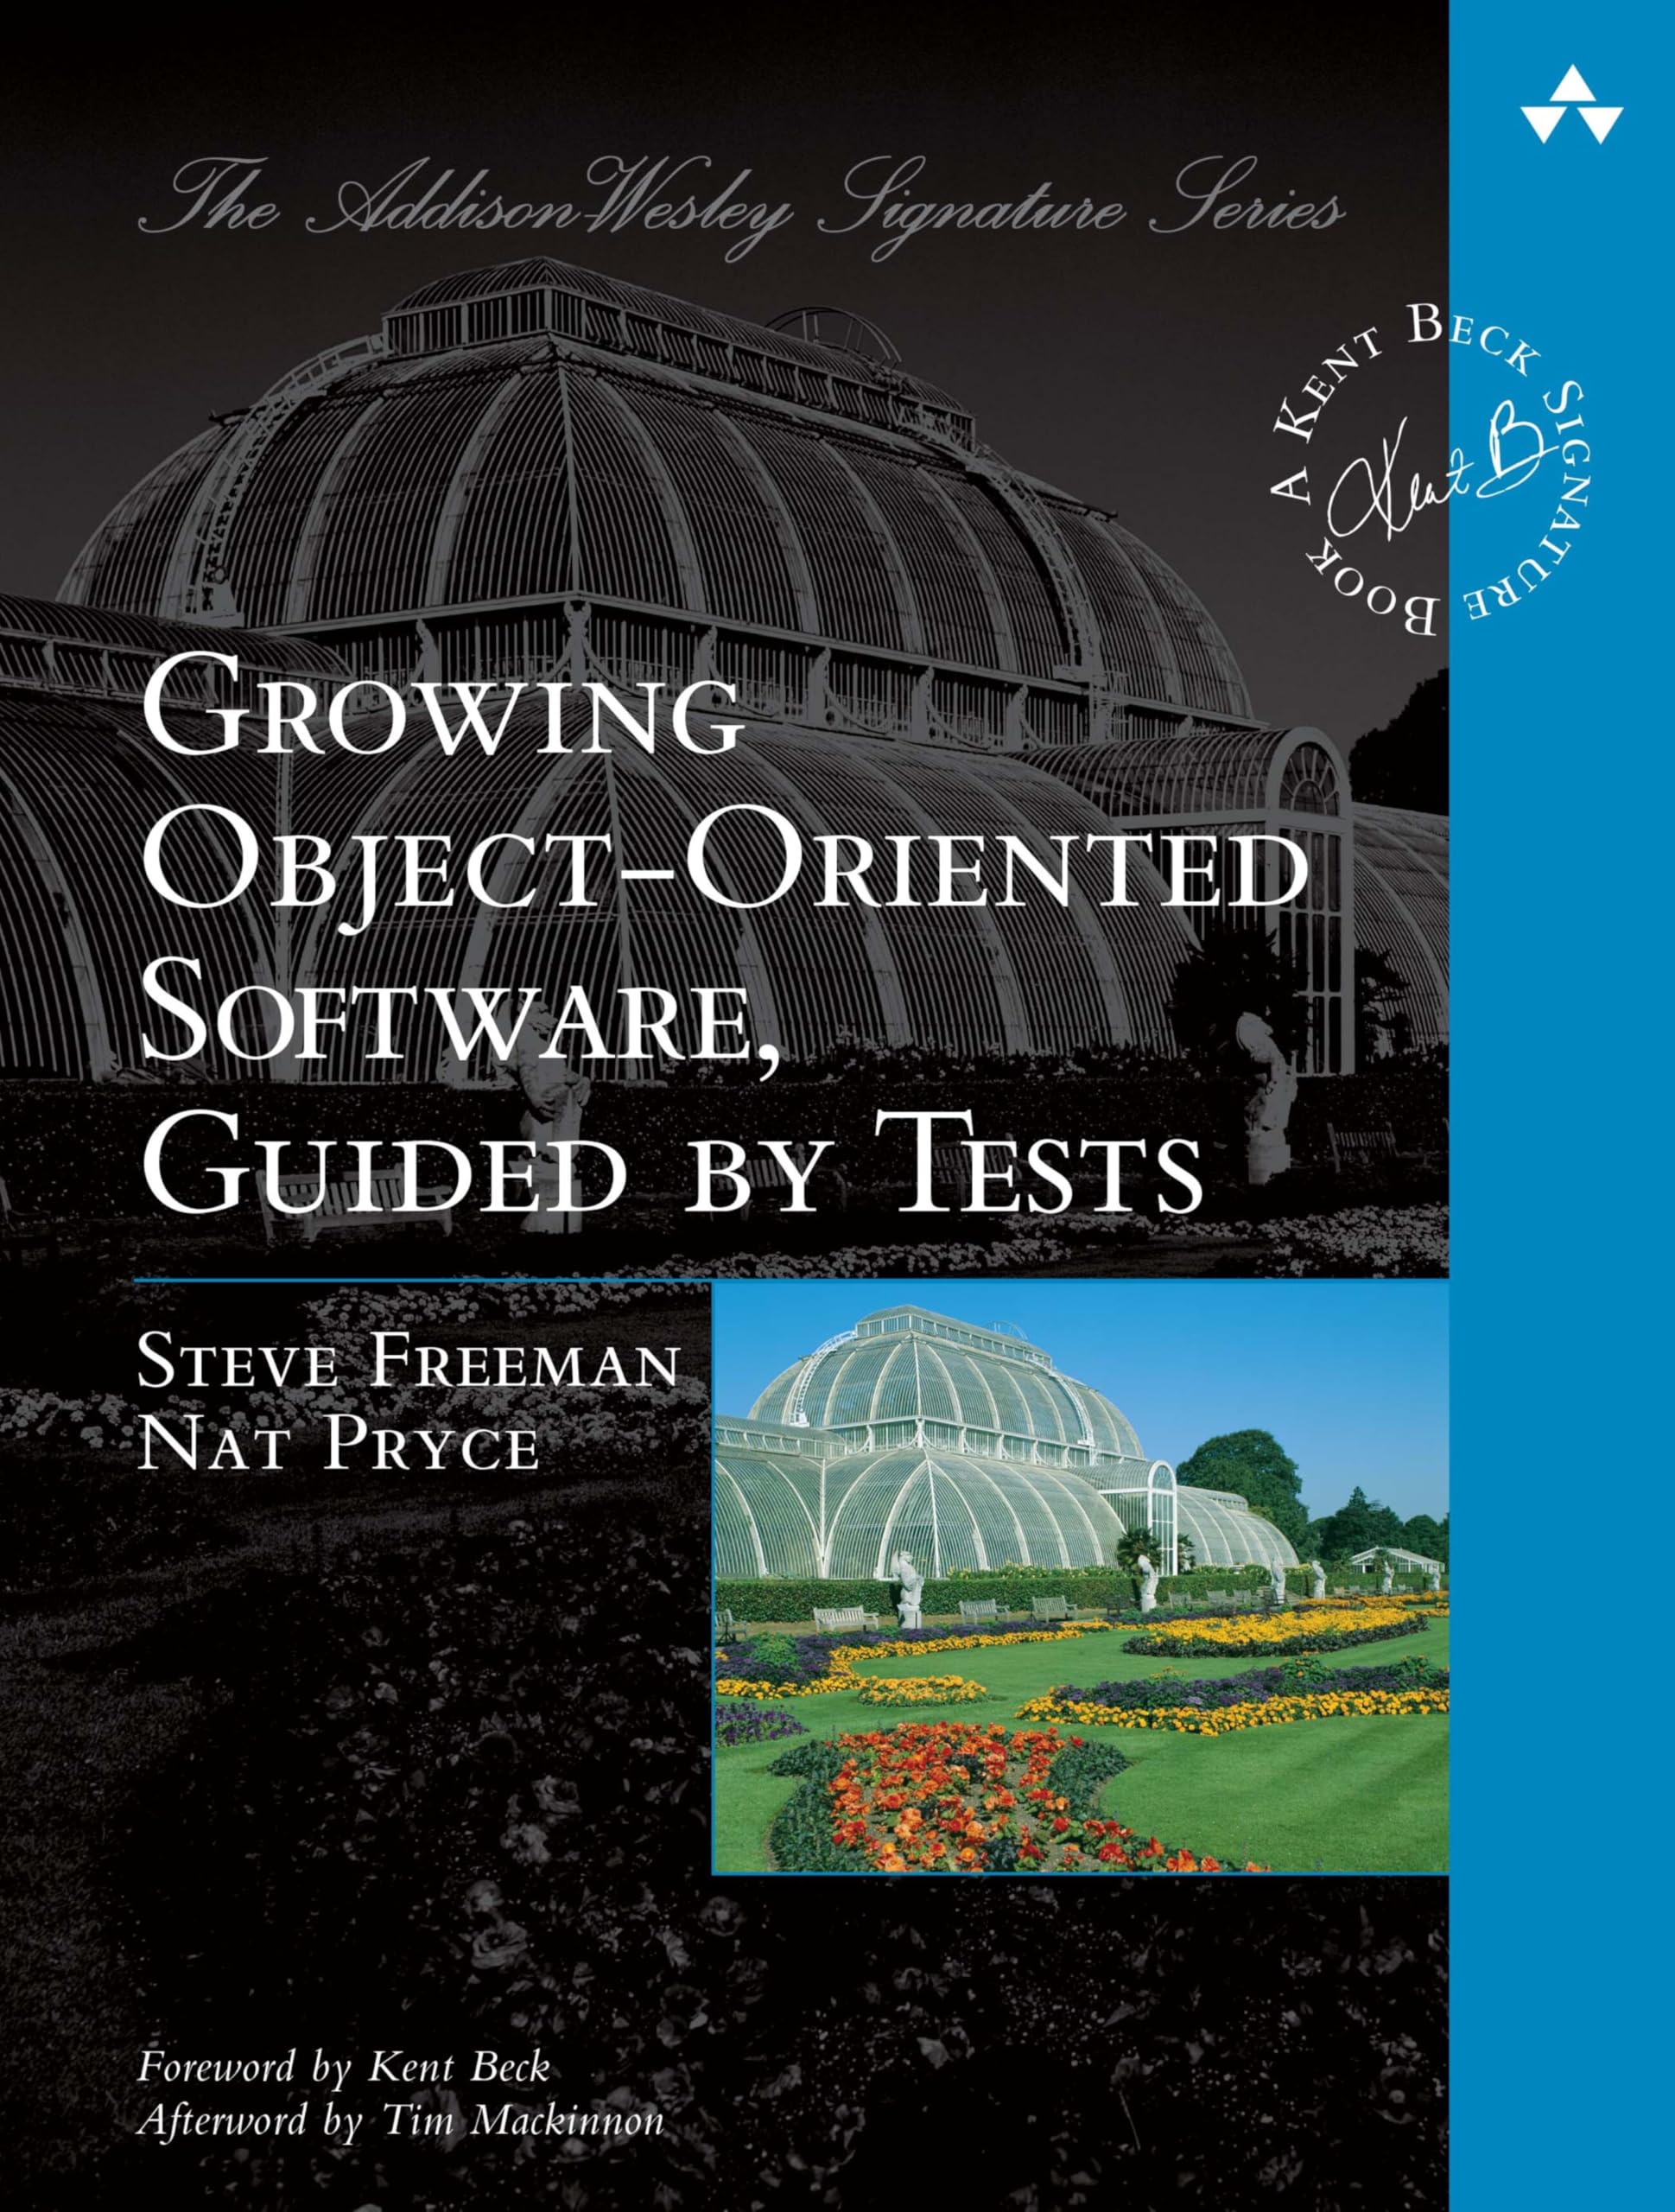 The Addison-Wesley Signature Series
A KENT BECK SIGNATURE BOOK
Kent B
GROWING
OBJECT-ORIENTED
SOFTWARE,
GUIDED BY TESTS
STEVE FREEMAN
NAT PRYCE
Foreword by Kent Beck
Afterword by Tim Mackinnon